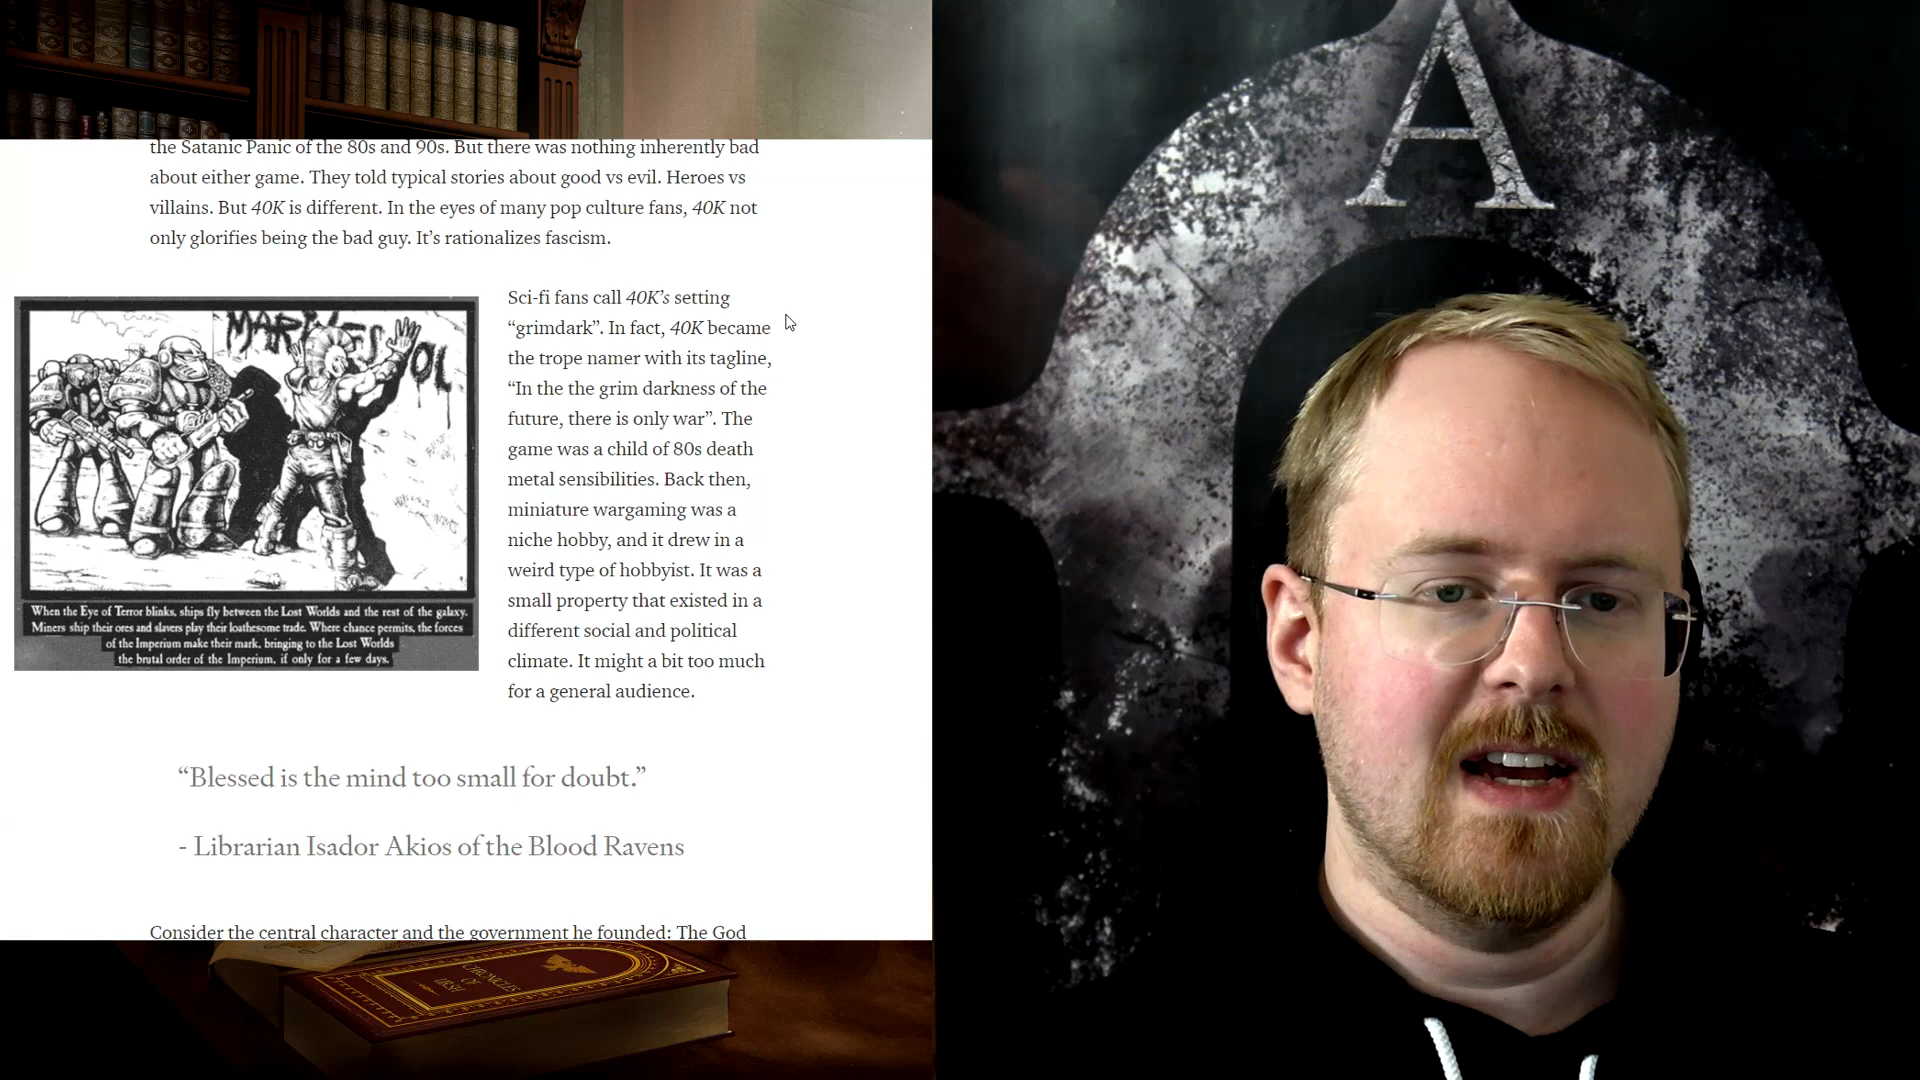 the Satanic Panic of the 80s and 90s. But there was nothing inherently bad
about either game. They told typical stories about good vs evil. Heroes vs
villains. But 40K is different. In the eyes of many pop culture fans, 40K not
only glorifies being the bad guy. It’s rationalizes fascism.
Sci-fi fans call 40K’s setting
“grimdark”. In fact, 40K became
the trope namer with its tagline,
“In the the grim darkness of the
future, there is only war”. The
game was a child of 80s death
metal sensibilities. Back then,
miniature wargaming was a
niche hobby, and it drew in a
weird type of hobbyist. It was a
small property that existed in a
different social and political
climate. It might a bit too much
for a general audience.
MARINES
When the Eye of Terror blinks, ships fly between the Lost Worlds and the rest of the galaxy.
Miners ship their ores and slavers play their loathesome trade. Where chance permits, the forces
of the Imperium make their mark, bringing to the Lost Worlds
the brutal order of the Imperium, if only for a few days.
“Blessed is the mind too small for doubt.”
- Librarian Isador Akios of the Blood Ravens
Consider the central character and the government he founded: The God
CHRONICLES
OF
URSH
A